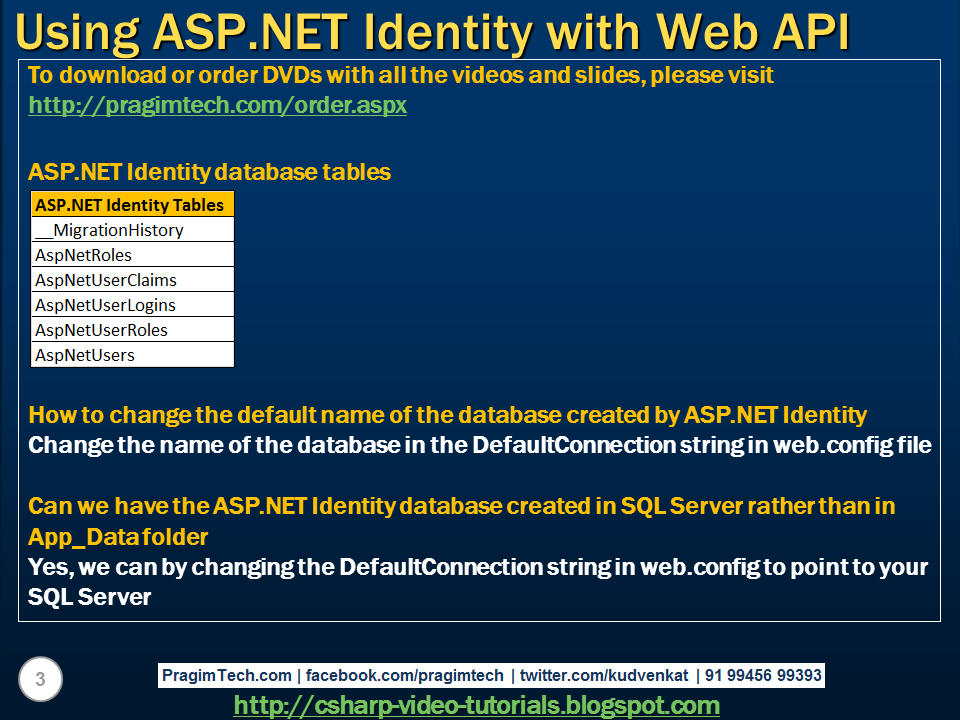 Using ASP.NET Identity with Web API
To download or order DVDs with all the videos and slides, please visit
http://pragimtech.com/order.aspx
ASP.NET Identity database tables
ASP.NET Identity Tables
__MigrationHistory
AspNetRoles
AspNetUserClaims
AspNetUserLogins
AspNetUserRoles
AspNetUsers
How to change the default name of the database created by ASP.NET Identity
Change the name of the database in the DefaultConnection string in web.config file
Can we have the ASP.NET Identity database created in SQL Server rather than in
App_Data folder
Yes, we can by changing the DefaultConnection string in web.config to point to your
SQL Server
3
PragimTech.com | facebook.com/pragimtech | twitter.com/kudvenkat | 91 99456 99393
http://csharp-video-tutorials.blogspot.com